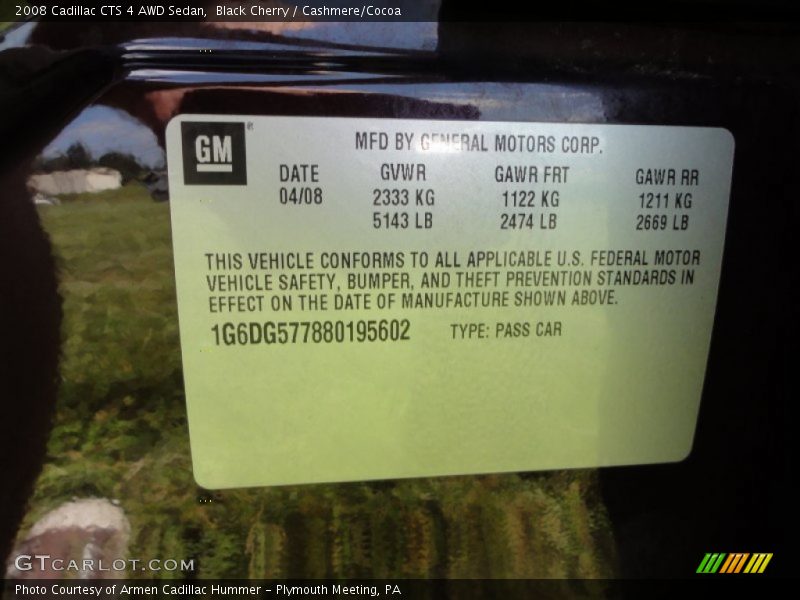 2008 Cadillac CTS 4 AWD Sedan, Black Cherry / Cashmere/Cocoa
GM
MFD BY GENERAL MOTORS CORP.
DATE GVWR GAWR FRT GAWR RR
04/08 2333 KG 1122 KG 1211 KG
5143 LB 2474 LB 2669 LB
THIS VEHICLE CONFORMS TO ALL APPLICABLE U.S. FEDERAL MOTOR
VEHICLE SAFETY, BUMPER, AND THEFT PREVENTION STANDARDS IN
EFFECT ON THE DATE OF MANUFACTURE SHOWN ABOVE.
1G6DG577880195602 TYPE: PASS CAR
GTCARLOT.COM
Photo Courtesy of Armen Cadillac Hummer - Plymouth Meeting, PA